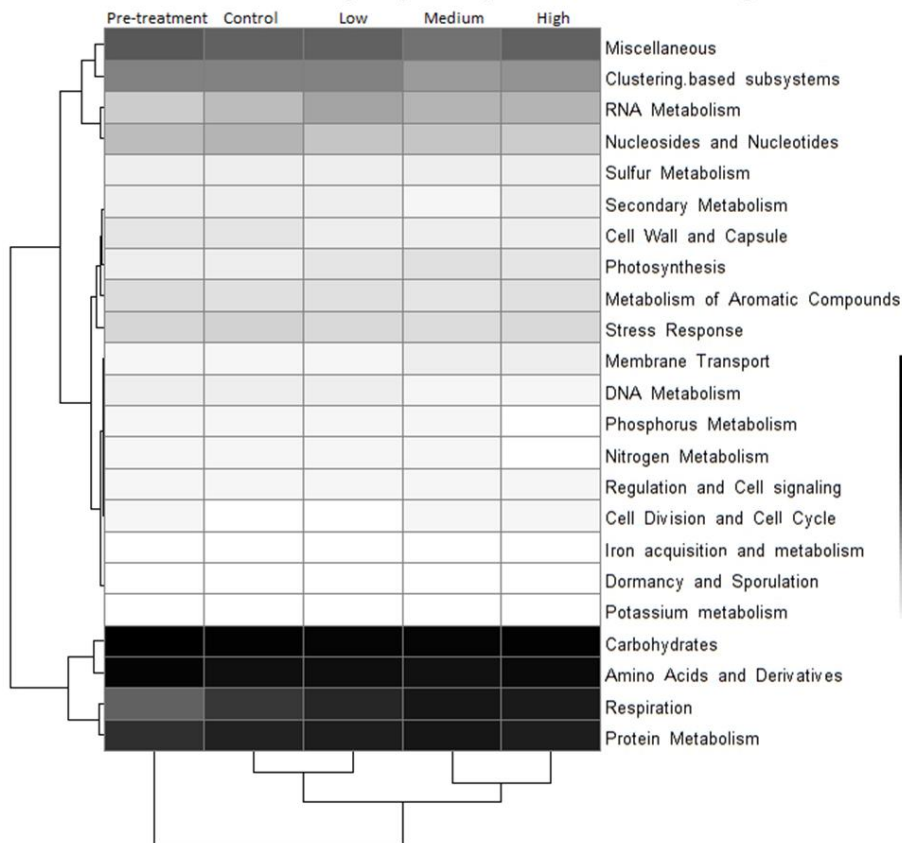 Pre-treatment Control Low Medium High
Miscellaneous
Clustering.based subsystems
RNA Metabolism
Nucleosides and Nucleotides
Sulfur Metabolism
Secondary Metabolism
Cell Wall and Capsule
Photosynthesis
Metabolism of Aromatic Compounds
Stress Response
Membrane Transport
DNA Metabolism
Phosphorus Metabolism
Nitrogen Metabolism
Regulation and Cell signaling
Cell Division and Cell Cycle
Iron acquisition and metabolism
Dormancy and Sporulation
Potassium metabolism
Carbohydrates
Amino Acids and Derivatives
Respiration
Protein Metabolism